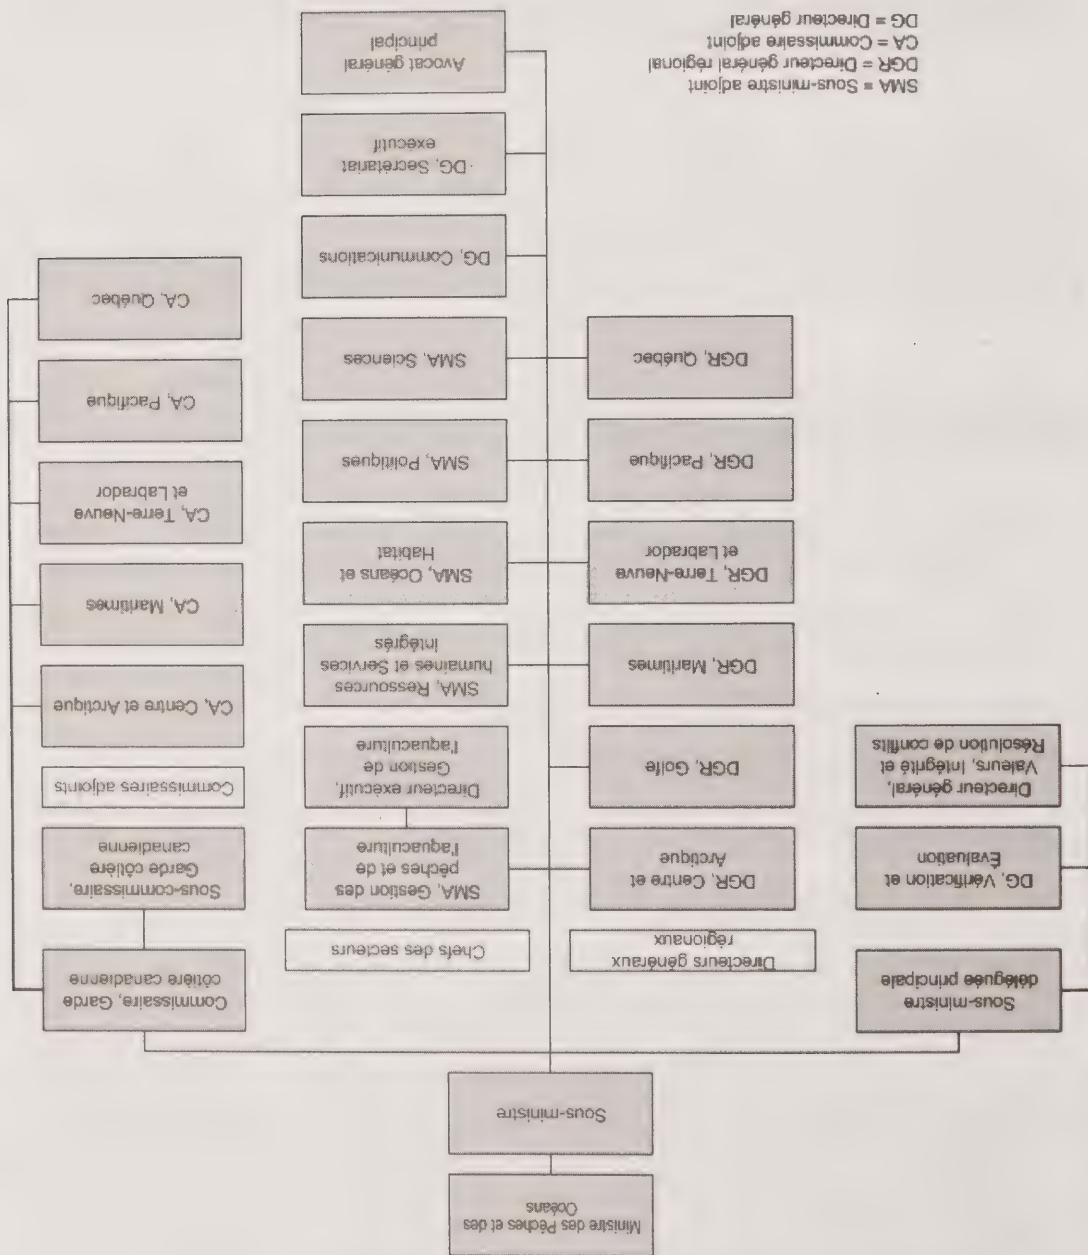 Ministre des Pêches et des
Océans
Sous-ministre
Sous-ministre
déléguée principale
DG, Vérification et
Évaluation
Directeur général,
Valeurs, Intégrité et
Résolution de conflits
Directeurs généraux
régionaux
DGR, Centre et
Arctique
DGR, Golfe
DGR, Maritimes
DGR, Terre-Neuve
et Labrador
DGR, Pacifique
DGR, Québec
Chefs des secteurs
SMA, Gestion des
pêches et de
l'aquaculture
Directeur exécutif,
Gestion de
l'aquaculture
SMA, Ressources
humaines et Services
intégrés
SMA, Océans et
Habitat
SMA, Politiques
SMA, Sciences
DG, Communications
DG, Secrétariat
exécutif
Avocat général
principal
Commissaire, Garde
côtière canadienne
Sous-commissaire,
Garde côtière
canadienne
Commissaires adjoints
CA, Centre et Arctique
CA, Maritimes
CA, Terre-Neuve
et Labrador
CA, Pacifique
CA, Québec
SMA = Sous-ministre adjoint
DGR = Directeur général régional
CA = Commissaire adjoint
DG = Directeur général